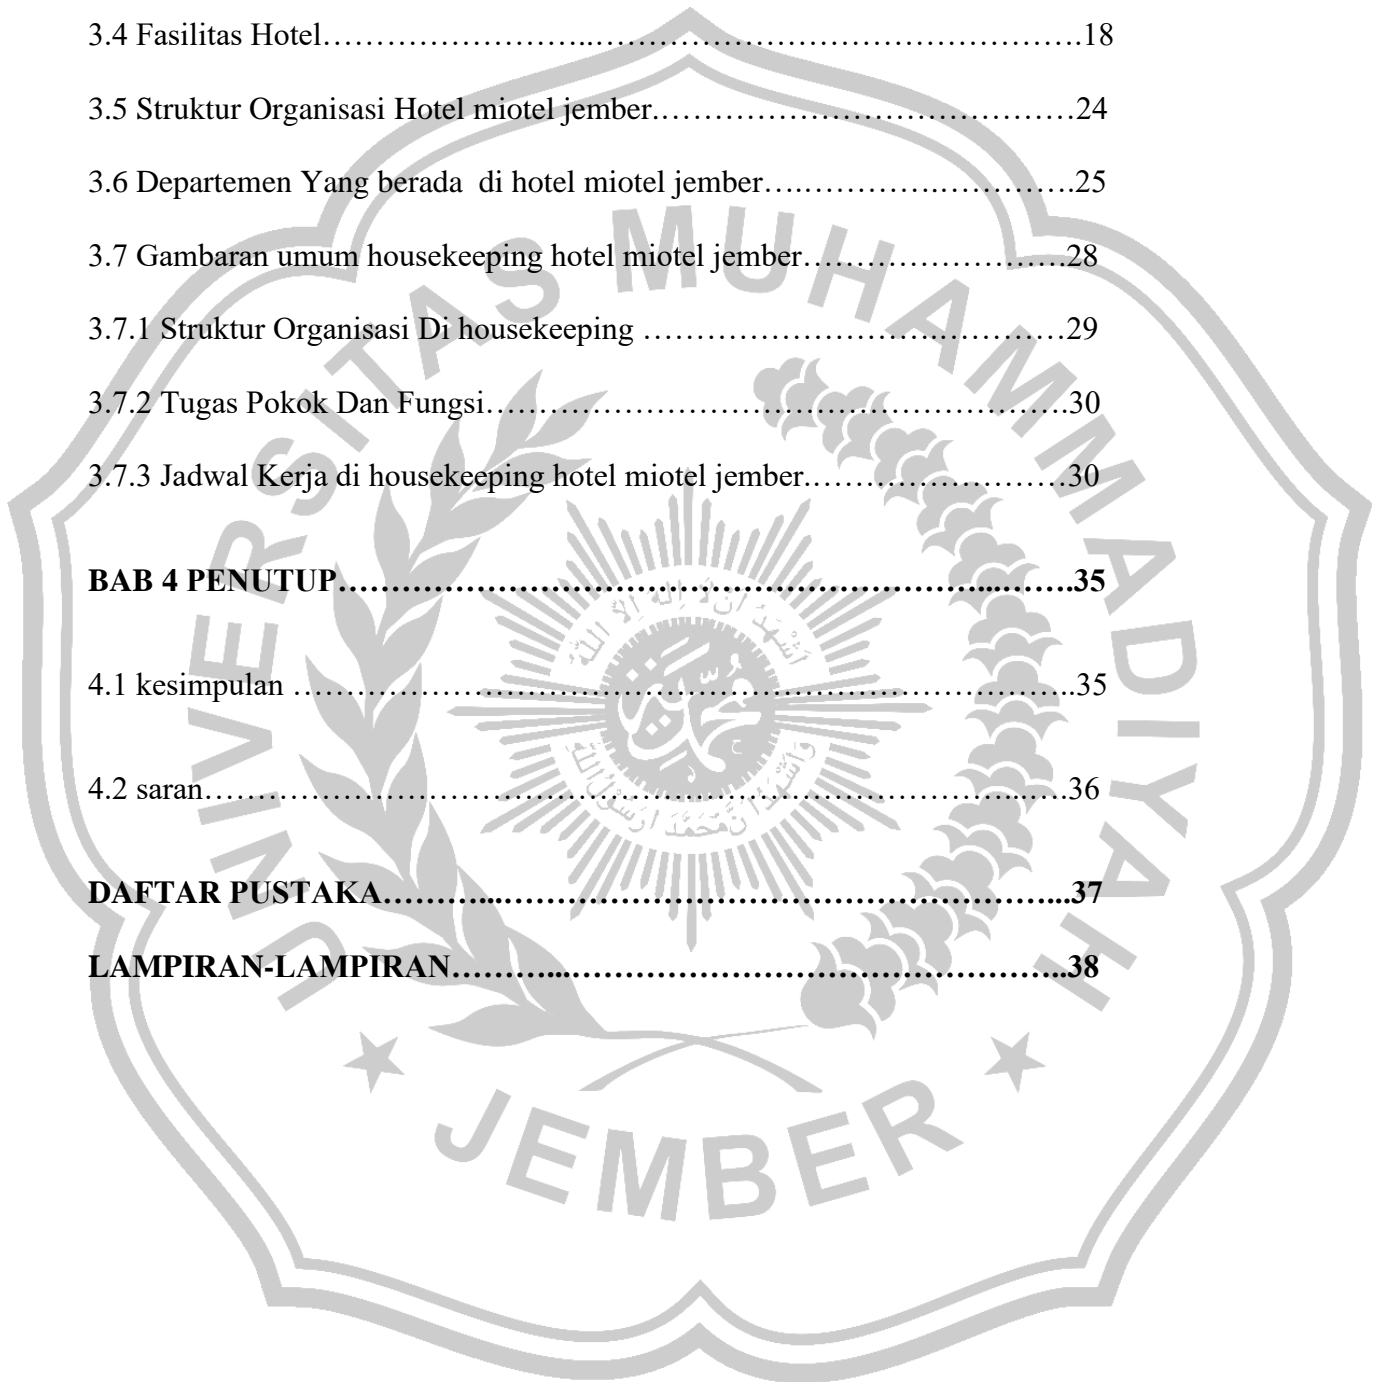 3.4 Fasilitas Hotel……………………..……………………………………….18
3.5 Struktur Organisasi Hotel miotel jember.…………………………………24
3.6 Departemen Yang berada  di hotel miotel jember….………….………….25
3.7 Gambaran umum housekeeping hotel miotel jember…………………….28
3.7.1 Struktur Organisasi Di housekeeping ……………………….…………29
3.7.2 Tugas Pokok Dan Fungsi……………………………………………….30
3.7.3 Jadwal Kerja di housekeeping hotel miotel jember.……………………30
BAB 4 PENUTUP…………………………………………………....…….35
4.1 kesimpulan ……………………………………………………………….35
4.2 saran…………………………………………………………………….….36
DAFTAR PUSTAKA………....……………………………………………...37
LAMPIRAN-LAMPIRAN………...………………………………………..38
UNIVERSITAS MUHAMMADIYAH
JEMBER